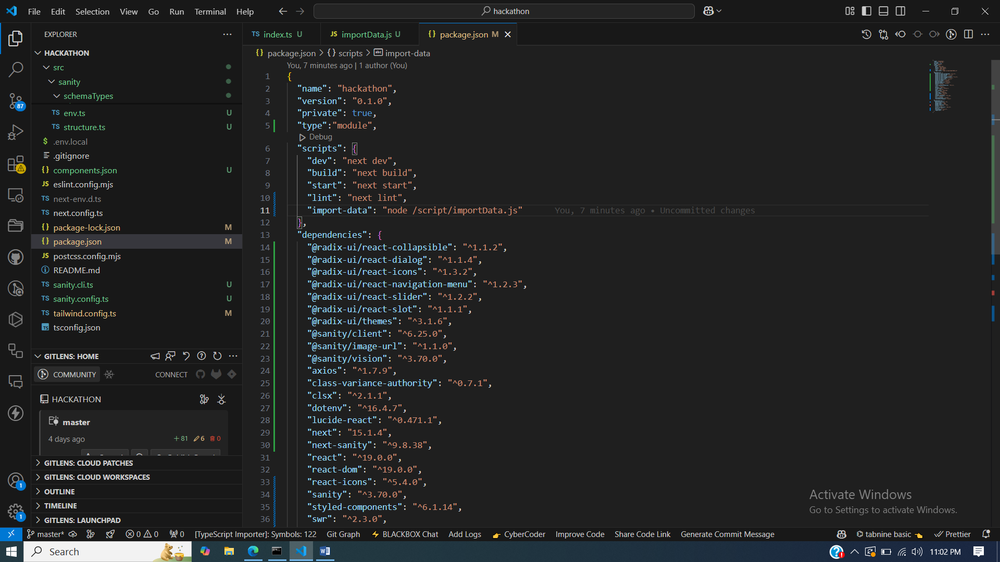 File Edit Selection View Go Run Terminal Help
hackathon
EXPLORER
HACKATHON
src
sanity
schemaTypes
TS env.ts U
TS structure.ts U
$ .env.local
.gitignore
{} components.json U
JS eslint.config.mjs
TS next-env.d.ts
TS next.config.ts
{} package-lock.json M
{} package.json M
JS postcss.config.mjs
README.md
TS sanity.cli.ts U
TS sanity.config.ts U
TS tailwind.config.ts M
TS tsconfig.json
87
GITLENS: HOME
COMMUNITY
CONNECT
HACKATHON
master
4 days ago
+81 6 0
GITLENS: CLOUD PATCHES
GITLENS: CLOUD WORKSPACES
OUTLINE
TIMELINE
GITLENS: LAUNCHPAD
1
1
TS index.ts U
JS importData.js U
{} package.json M
{} package.json > {} scripts > abc import-data
You, 7 minutes ago | 1 author (You)
1 {
2 "name": "hackathon",
3 "version": "0.1.0",
4 "private": true,
5 "type":"module",
Debug
6 "scripts": {
7 "dev": "next dev",
8 "build": "next build",
9 "start": "next start",
10 "lint": "next lint",
11 "import-data": "node /script/importData.js" You, 7 minutes ago • Uncommitted changes
12 },
13 "dependencies": {
14 "@radix-ui/react-collapsible": "^1.1.2",
15 "@radix-ui/react-dialog": "^1.1.4",
16 "@radix-ui/react-icons": "^1.3.2",
17 "@radix-ui/react-navigation-menu": "^1.2.3",
18 "@radix-ui/react-slider": "^1.2.2",
19 "@radix-ui/react-slot": "^1.1.1",
20 "@radix-ui/themes": "^3.1.6",
21 "@sanity/client": "^6.25.0",
22 "@sanity/image-url": "^1.1.0",
23 "@sanity/vision": "^3.70.0",
24 "axios": "^1.7.9",
25 "class-variance-authority": "^0.7.1",
26 "clsx": "^2.1.1",
27 "dotenv": "^16.4.7",
28 "lucide-react": "^0.471.1",
29 "next": "15.1.4",
30 "next-sanity": "^9.8.38",
31 "react": "^19.0.0",
32 "react-dom": "^19.0.0",
33 "react-icons": "^5.4.0",
34 "sanity": "^3.70.0",
35 "styled-components": "^6.1.14",
36 "swr": "^2.3.0",
Activate Windows
Go to Settings to activate Windows.
master* 0 0 0 [TypeScript Importer]: Symbols: 122 Git Graph BLACKBOX Chat Add Logs CyberCoder Improve Code Share Code Link Generate Commit Message tabnine basic Prettier
Search
11:02 PM